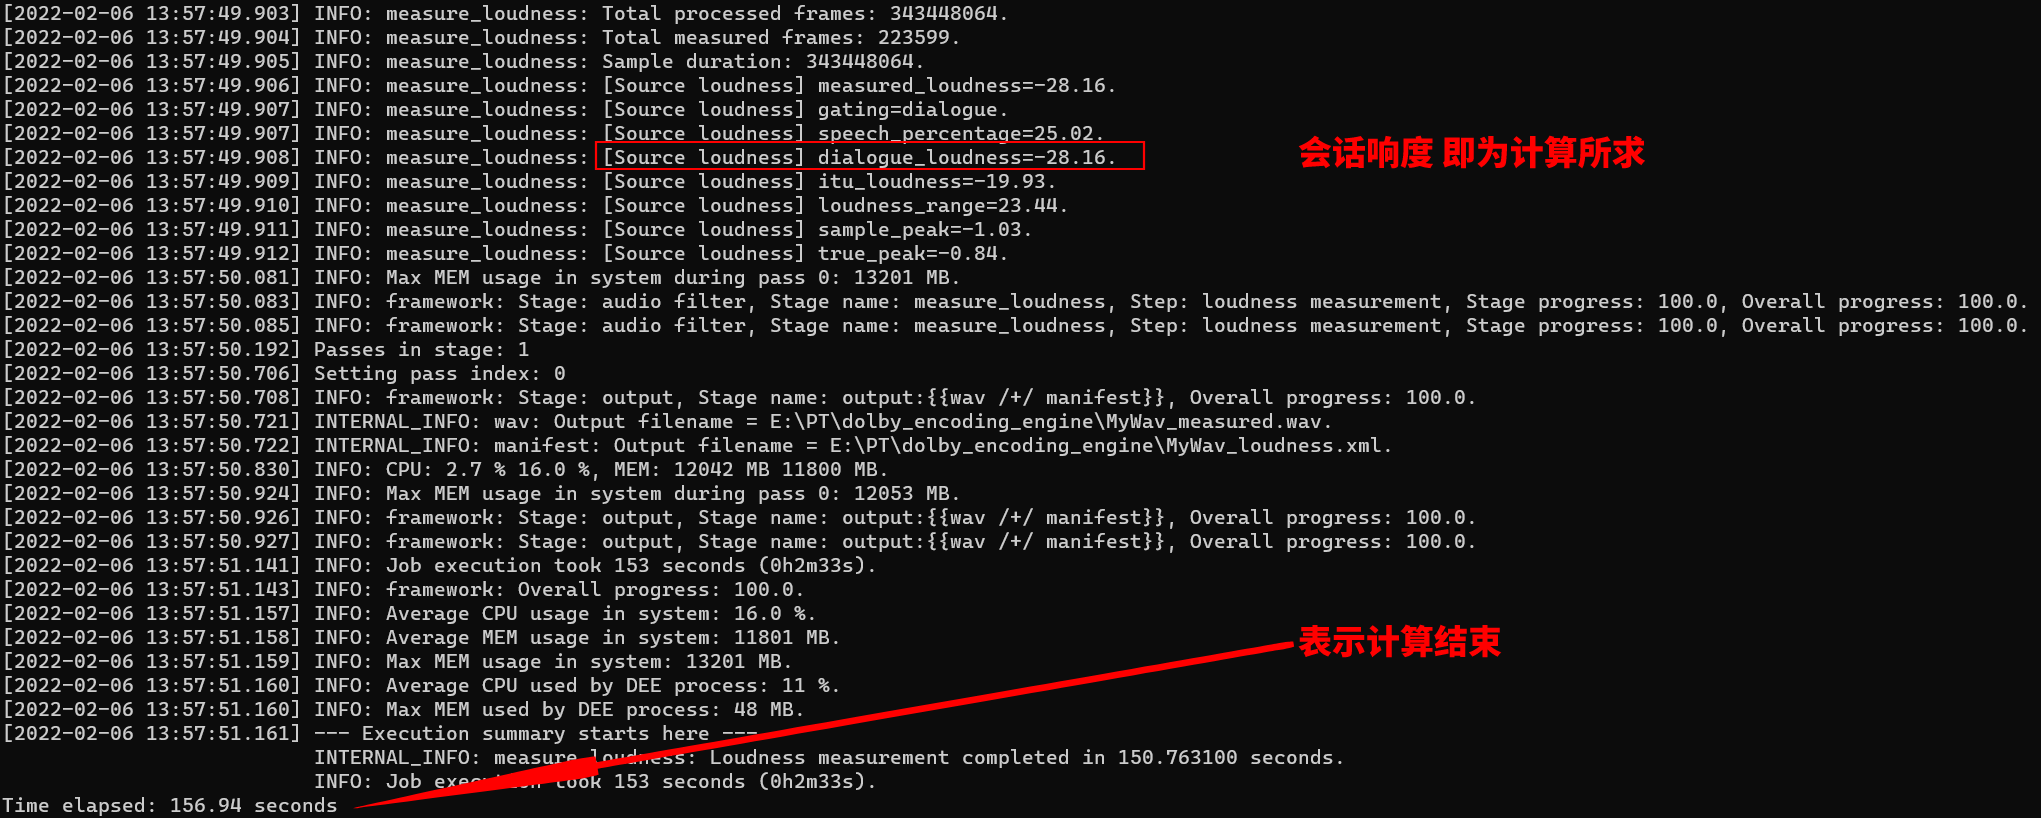 [2022-02-06 13:57:49.903] INFO: measure_loudness: Total processed frames: 343448064.
[2022-02-06 13:57:49.904] INFO: measure_loudness: Total measured frames: 223599.
[2022-02-06 13:57:49.905] INFO: measure_loudness: Sample duration: 343448064.
[2022-02-06 13:57:49.906] INFO: measure_loudness: [Source loudness] measured_loudness=-28.16.
[2022-02-06 13:57:49.907] INFO: measure_loudness: [Source loudness] gating=dialogue.
[2022-02-06 13:57:49.907] INFO: measure_loudness: [Source loudness] speech_percentage=25.02.
[2022-02-06 13:57:49.908] INFO: measure_loudness: [Source loudness] dialogue_loudness=-28.16.
会话响度 即为计算所求
[2022-02-06 13:57:49.909] INFO: measure_loudness: [Source loudness] itu_loudness=-19.93.
[2022-02-06 13:57:49.910] INFO: measure_loudness: [Source loudness] loudness_range=23.44.
[2022-02-06 13:57:49.911] INFO: measure_loudness: [Source loudness] sample_peak=-1.03.
[2022-02-06 13:57:49.912] INFO: measure_loudness: [Source loudness] true_peak=-0.84.
[2022-02-06 13:57:50.081] INFO: Max MEM usage in system during pass 0: 13201 MB.
[2022-02-06 13:57:50.083] INFO: framework: Stage: audio filter, Stage name: measure_loudness, Step: loudness measurement, Stage progress: 100.0, Overall progress: 100.0.
[2022-02-06 13:57:50.085] INFO: framework: Stage: audio filter, Stage name: measure_loudness, Step: loudness measurement, Stage progress: 100.0, Overall progress: 100.0.
[2022-02-06 13:57:50.192] Passes in stage: 1
[2022-02-06 13:57:50.706] Setting pass index: 0
[2022-02-06 13:57:50.708] INFO: framework: Stage: output, Stage name: output:{{wav /+/ manifest}}, Overall progress: 100.0.
[2022-02-06 13:57:50.721] INTERNAL_INFO: wav: Output filename = E:\PT\dolby_encoding_engine\MyWav_measured.wav.
[2022-02-06 13:57:50.722] INTERNAL_INFO: manifest: Output filename = E:\PT\dolby_encoding_engine\MyWav_loudness.xml.
[2022-02-06 13:57:50.830] INFO: CPU: 2.7 % 16.0 %, MEM: 12042 MB 11800 MB.
[2022-02-06 13:57:50.924] INFO: Max MEM usage in system during pass 0: 12053 MB.
[2022-02-06 13:57:50.926] INFO: framework: Stage: output, Stage name: output:{{wav /+/ manifest}}, Overall progress: 100.0.
[2022-02-06 13:57:50.927] INFO: framework: Stage: output, Stage name: output:{{wav /+/ manifest}}, Overall progress: 100.0.
[2022-02-06 13:57:51.141] INFO: Job execution took 153 seconds (0h2m33s).
[2022-02-06 13:57:51.143] INFO: framework: Overall progress: 100.0.
[2022-02-06 13:57:51.157] INFO: Average CPU usage in system: 16.0 %.
[2022-02-06 13:57:51.158] INFO: Average MEM usage in system: 11801 MB.
表示计算结束
[2022-02-06 13:57:51.159] INFO: Max MEM usage in system: 13201 MB.
[2022-02-06 13:57:51.160] INFO: Average CPU used by DEE process: 11 %.
[2022-02-06 13:57:51.160] INFO: Max MEM used by DEE process: 48 MB.
[2022-02-06 13:57:51.161] --- Execution summary starts here ---
INTERNAL_INFO: measure_loudness: Loudness measurement completed in 150.763100 seconds.
INFO: Job execution took 153 seconds (0h2m33s).
Time elapsed: 156.94 seconds